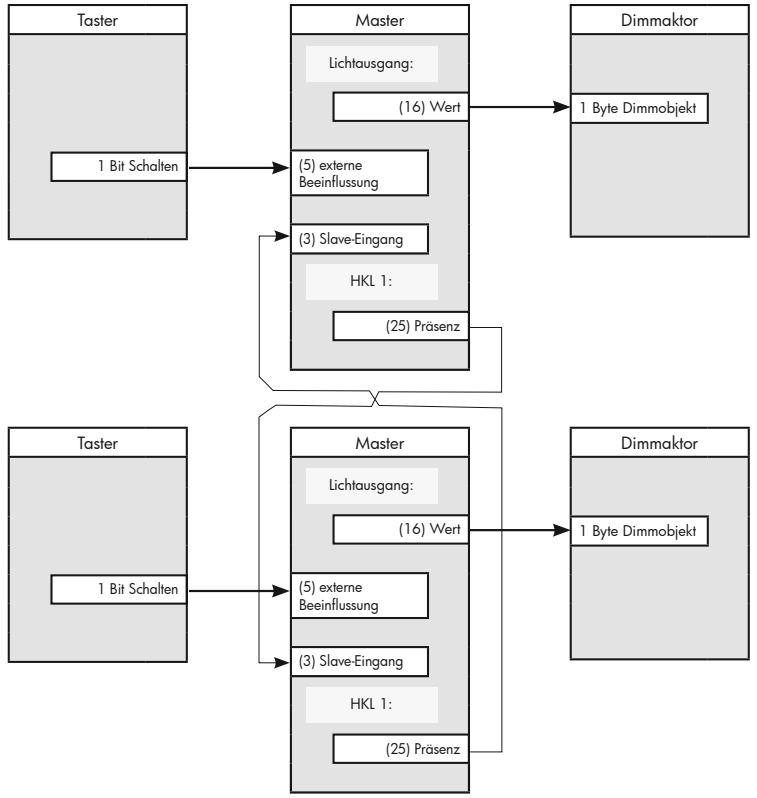 Taster
Master
Dimmaktor
Lichtausgang:
(16) Wert
1 Byte Dimmobjekt
1 Bit Schalten
(5) externe
Beeinflussung
(3) Slave-Eingang
HKL 1:
(25) Präsenz
Taster
Master
Dimmaktor
Lichtausgang:
(16) Wert
1 Byte Dimmobjekt
1 Bit Schalten
(5) externe
Beeinflussung
(3) Slave-Eingang
HKL 1:
(25) Präsenz